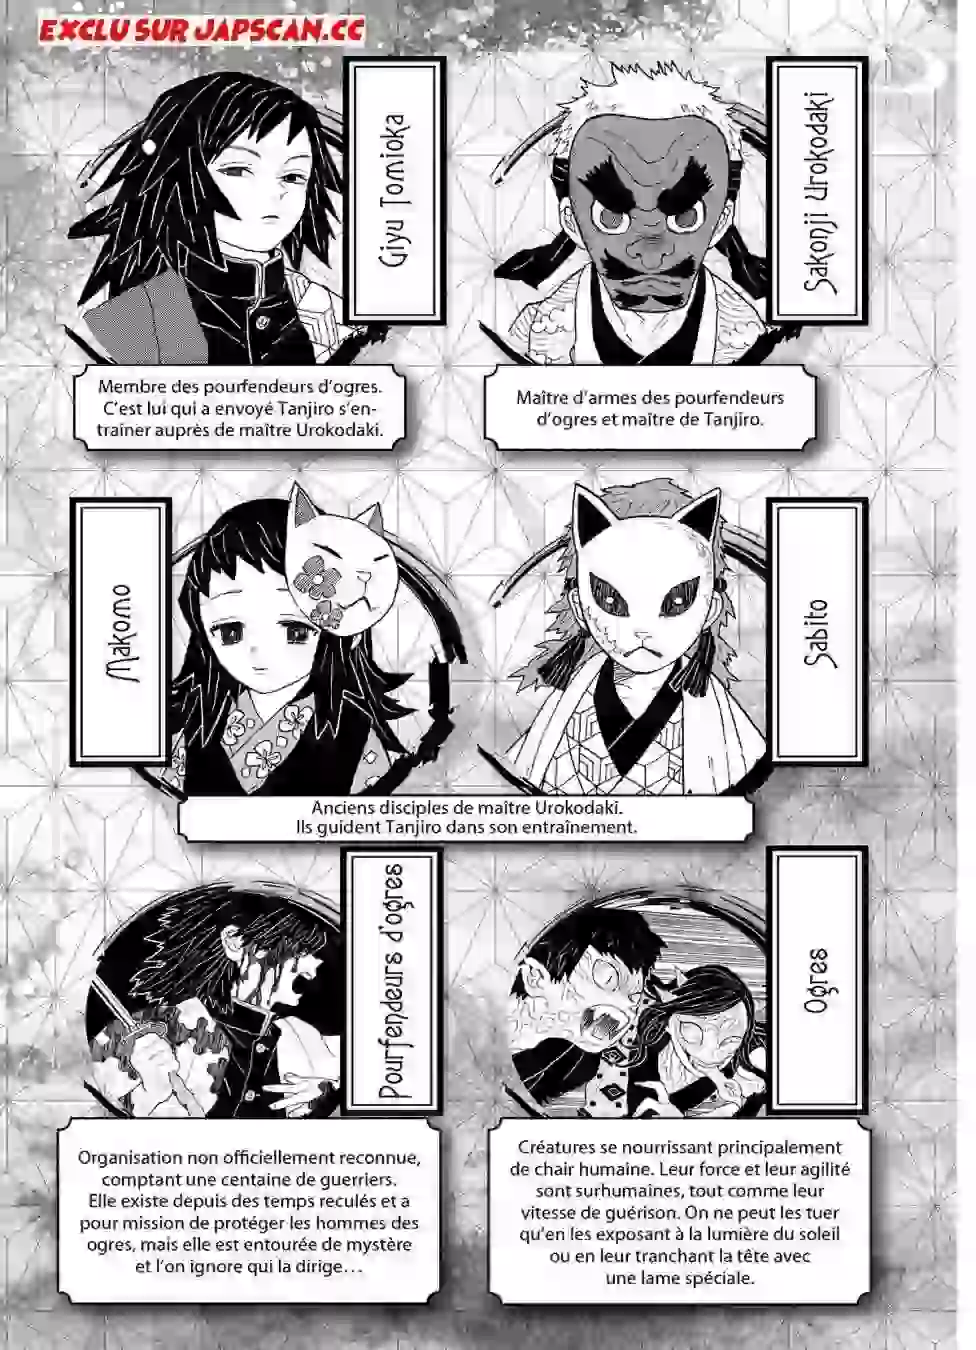 EXCLU SUR JAPSCAN.CC
Giyu Tomioka
Sakonji Urokodaki
Membre des pourfendeurs d'ogres.
C'est lui qui a envoyé Tanjiro s'en-
traîner auprès de maître Urokodaki.
Maître d'armes des pourfendeurs
d'ogres et maître de Tanjiro.
Makomo
Sabito
Anciens disciples de maître Urokodaki.
Ils guident Tanjiro dans son entraînement.
Pourfendeurs d'ogres
Ogres
Organisation non officiellement reconnue,
comptant une centaine de guerriers.
Elle existe depuis des temps reculés et a
pour mission de protéger les hommes des
ogres, mais elle est entourée de mystère
et l'on ignore qui la dirige...
Créatures se nourrissant principalement
de chair humaine. Leur force et leur agilité
sont surhumaines, tout comme leur
vitesse de guérison. On ne peut les tuer
qu'en les exposant à la lumière du soleil
ou en leur tranchant la tête avec
une lame spéciale.